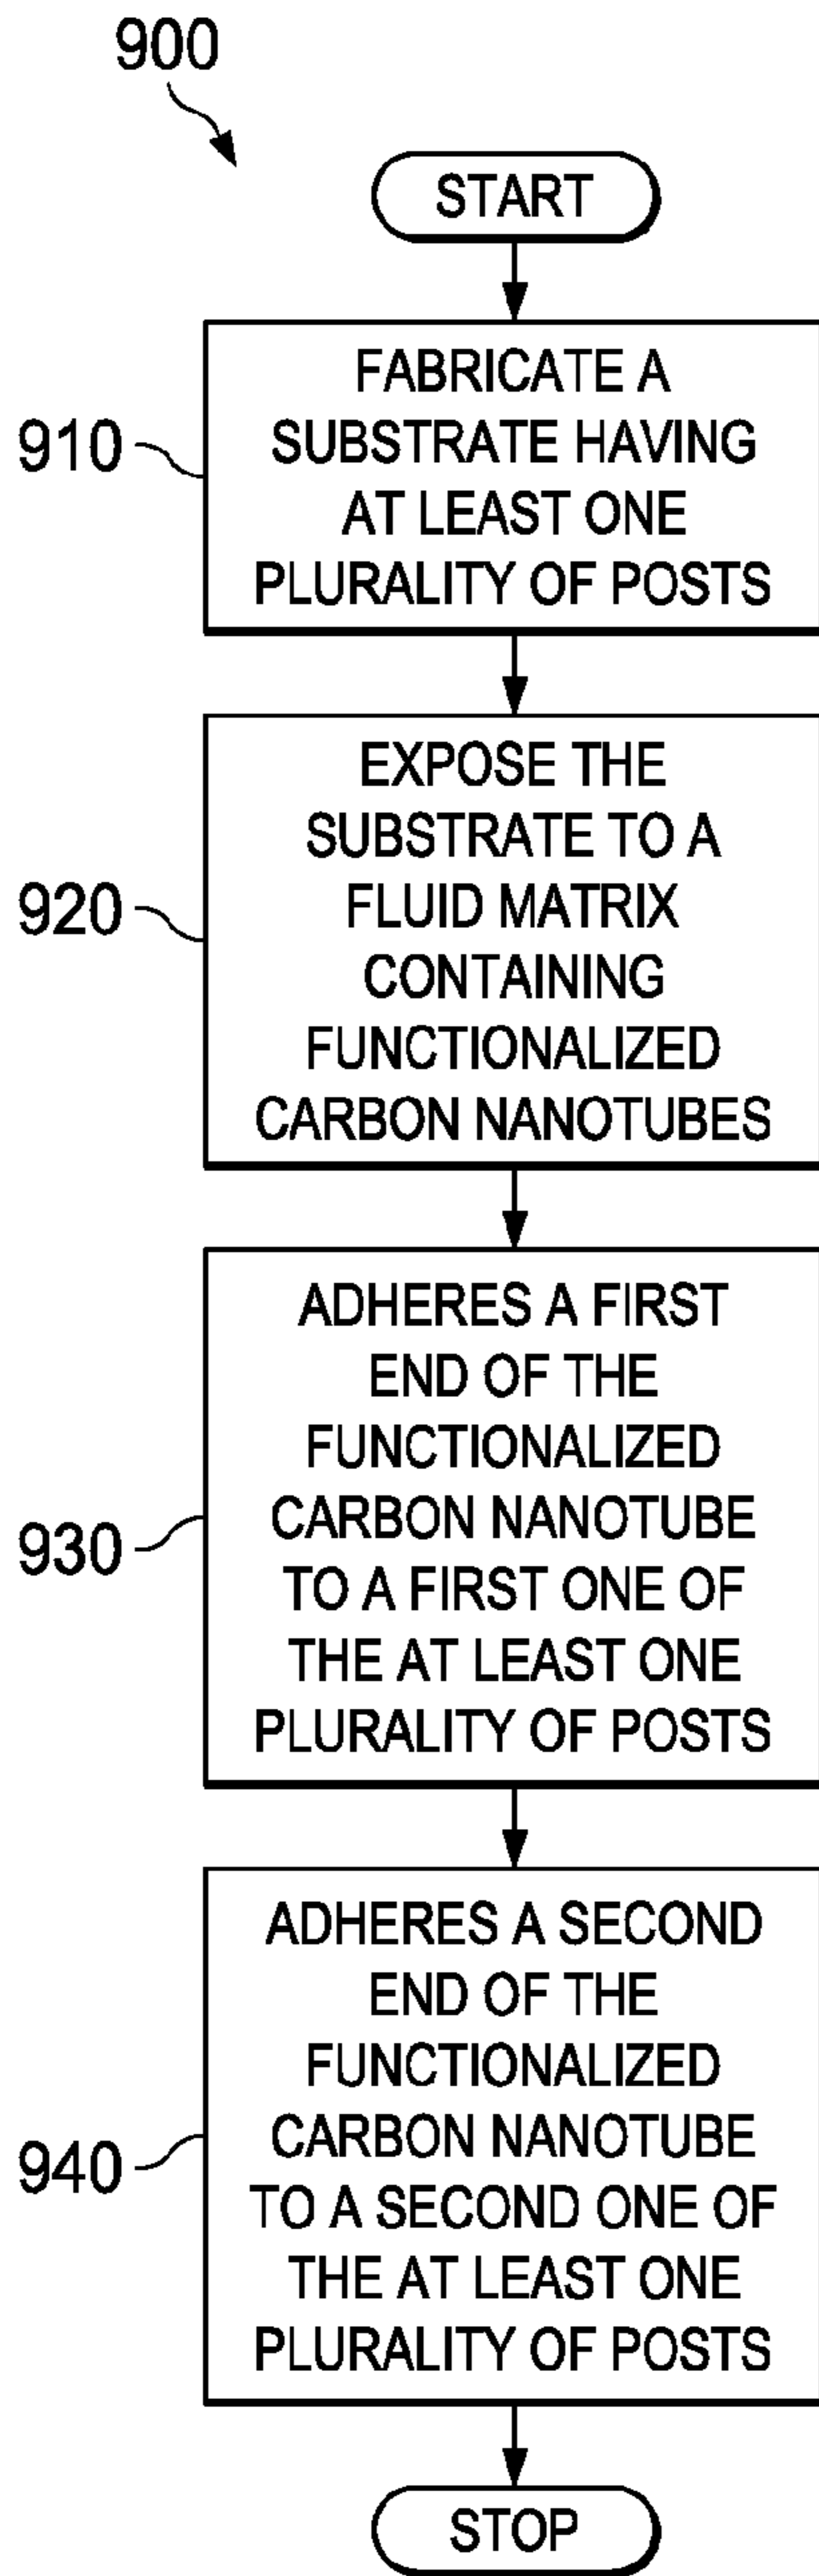 900
START
910
FABRICATE A
SUBSTRATE HAVING
AT LEAST ONE
PLURALITY OF POSTS
920
EXPOSE THE
SUBSTRATE TO A
FLUID MATRIX
CONTAINING
FUNCTIONALIZED
CARBON NANOTUBES
930
ADHERES A FIRST
END OF THE
FUNCTIONALIZED
CARBON NANOTUBE
TO A FIRST ONE OF
THE AT LEAST ONE
PLURALITY OF POSTS
940
ADHERES A SECOND
END OF THE
FUNCTIONALIZED
CARBON NANOTUBE
TO A SECOND ONE OF
THE AT LEAST ONE
PLURALITY OF POSTS
STOP